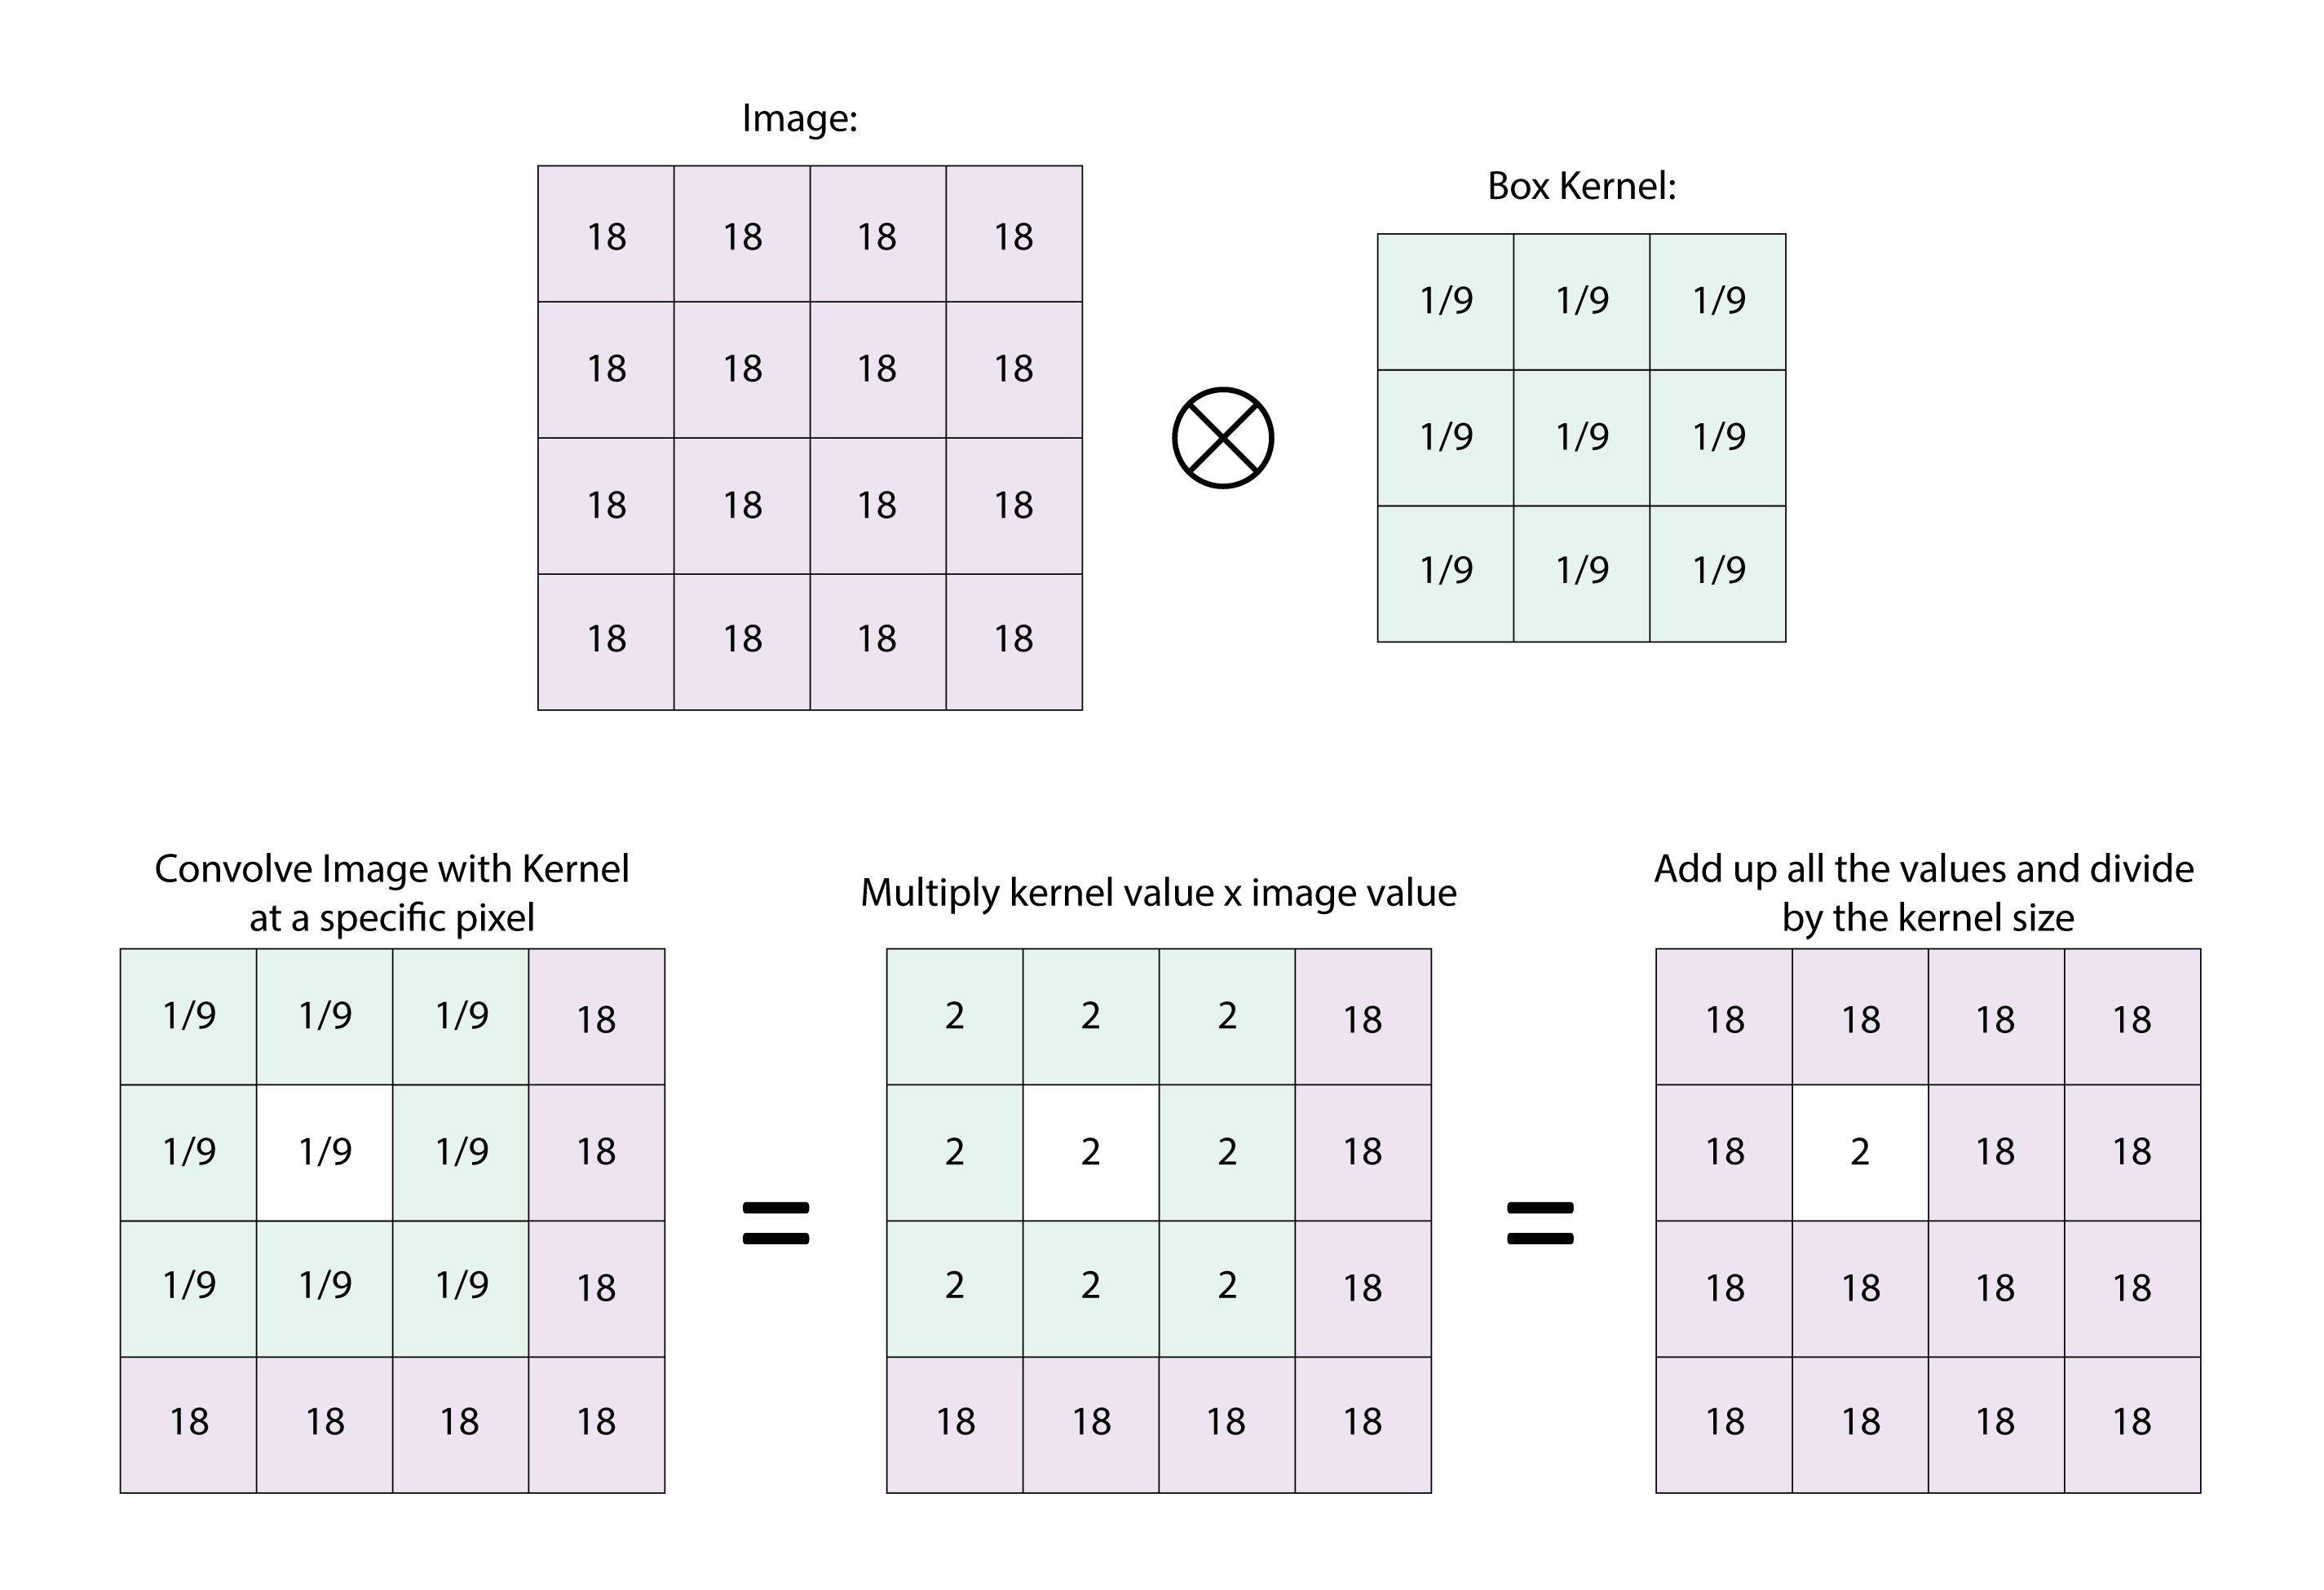 Image:
18 18 18 18
18 18 18 18
18 18 18 18
18 18 18 18
Box Kernel:
1/9 1/9 1/9
1/9 1/9 1/9
1/9 1/9 1/9
Convolve Image with Kernel
at a specific pixel
1/9 1/9 1/9 18
1/9 1/9 1/9 18
1/9 1/9 1/9 18
18 18 18 18
=
Multiply kernel value x image value
2 2 2 18
2 2 2 18
2 2 2 18
18 18 18 18
=
Add up all the values and divide
by the kernel size
18 18 18 18
18 2 18 18
18 18 18 18
18 18 18 18